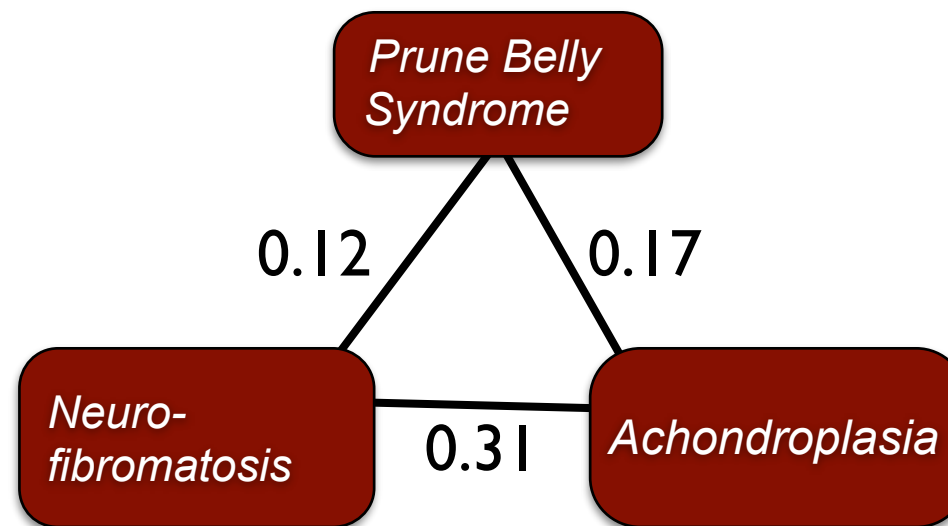 Prune Belly
Syndrome
0.12
0.17
Neuro-
fibromatosis
0.31
Achondroplasia